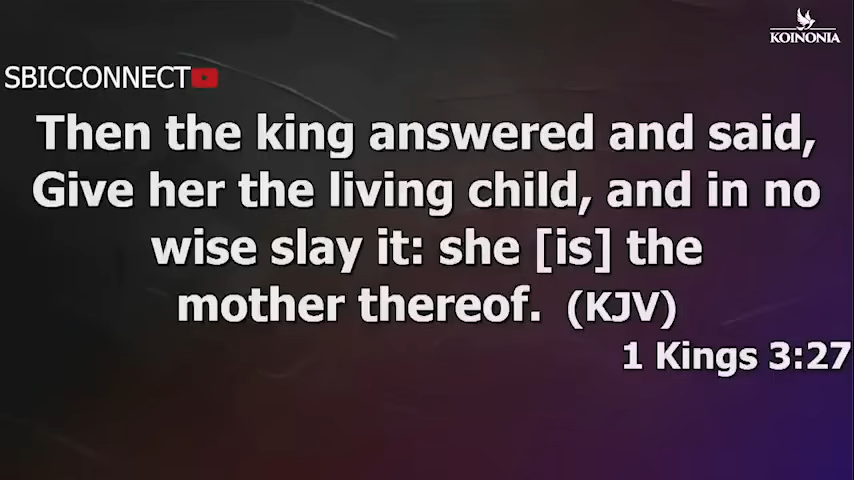 KOINONIA
SBICCONNECT
Then the king answered and said,
Give her the living child, and in no
wise slay it: she [is] the
mother thereof. (KJV)
1 Kings 3:27